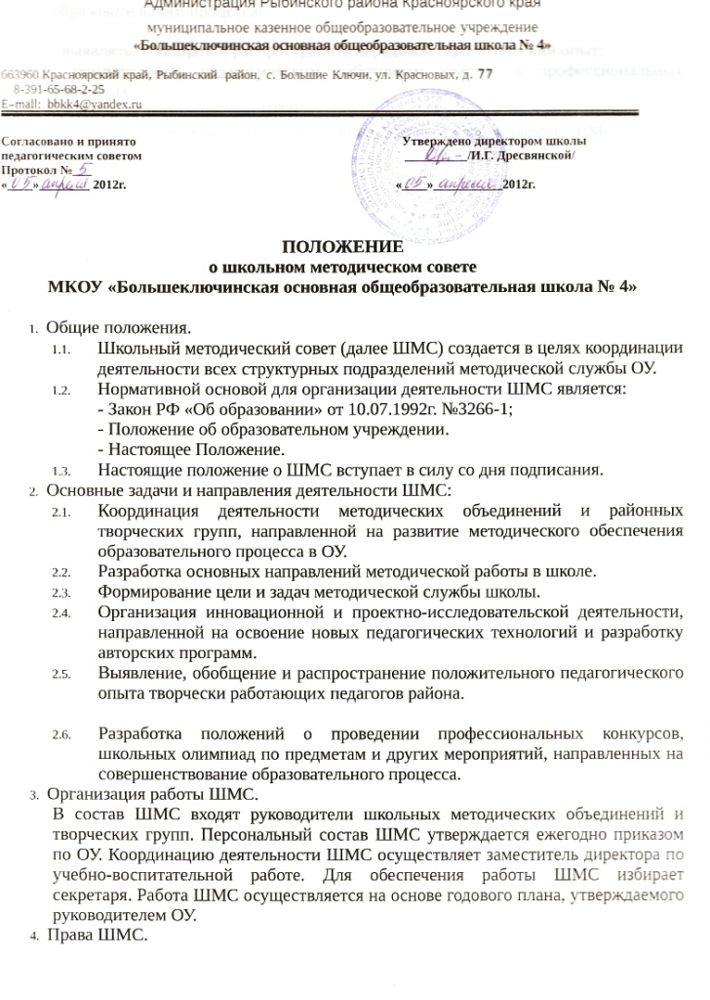 Администрация Рыбинского района Красноярского края
муниципальное казенное общеобразовательное учреждение
«Большеключинская основная общеобразовательная школа № 4»
663960 Красноярский край, Рыбинский район, с. Большие Ключи, ул. Красновых, д. 77
8-391-65-68-2-25
E-mall: bbkk4@yandex.ru
Согласовано и принято
педагогическим советом
Протокол № 5
«05» апреля 2012г.
Утверждено директором школы
/И.Г. Дресвянской/
«05» апреля 2012г.
ПОЛОЖЕНИЕ
о школьном методическом совете
МКОУ «Большеключинская основная общеобразовательная школа № 4»
1. Общие положения.
1.1. Школьный методический совет (далее ШМС) создается в целях координации
деятельности всех структурных подразделений методической службы ОУ.
1.2. Нормативной основой для организации деятельности ШМС является:
- Закон РФ «Об образовании» от 10.07.1992г. №3266-1;
- Положение об образовательном учреждении.
- Настоящее Положение.
1.3. Настоящие положение о ШМС вступает в силу со дня подписания.
2. Основные задачи и направления деятельности ШМС:
2.1. Координация деятельности методических объединений и районных
творческих групп, направленной на развитие методического обеспечения
образовательного процесса в ОУ.
2.2. Разработка основных направлений методической работы в школе.
2.3. Формирование цели и задач методической службы школы.
2.4. Организация инновационной и проектно-исследовательской деятельности,
направленной на освоение новых педагогических технологий и разработку
авторских программ.
2.5. Выявление, обобщение и распространение положительного педагогического
опыта творчески работающих педагогов района.
2.6. Разработка положений о проведении профессиональных конкурсов,
школьных олимпиад по предметам и других мероприятий, направленных на
совершенствование образовательного процесса.
3. Организация работы ШМС.
В состав ШМС входят руководители школьных методических объединений и
творческих групп. Персональный состав ШМС утверждается ежегодно приказом
по ОУ. Координацию деятельности ШМС осуществляет заместитель директора по
учебно-воспитательной работе. Для обеспечения работы ШМС избирает
секретаря. Работа ШМС осуществляется на основе годового плана, утверждаемого
руководителем ОУ.
4. Права ШМС.